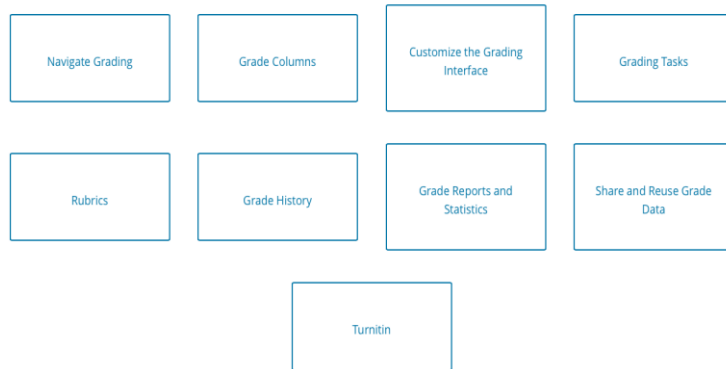 Navigate Grading
Grade Columns
Customize the Grading
Interface
Grading Tasks
Rubrics
Grade History
Grade Reports and
Statistics
Share and Reuse Grade
Data
Turnitin